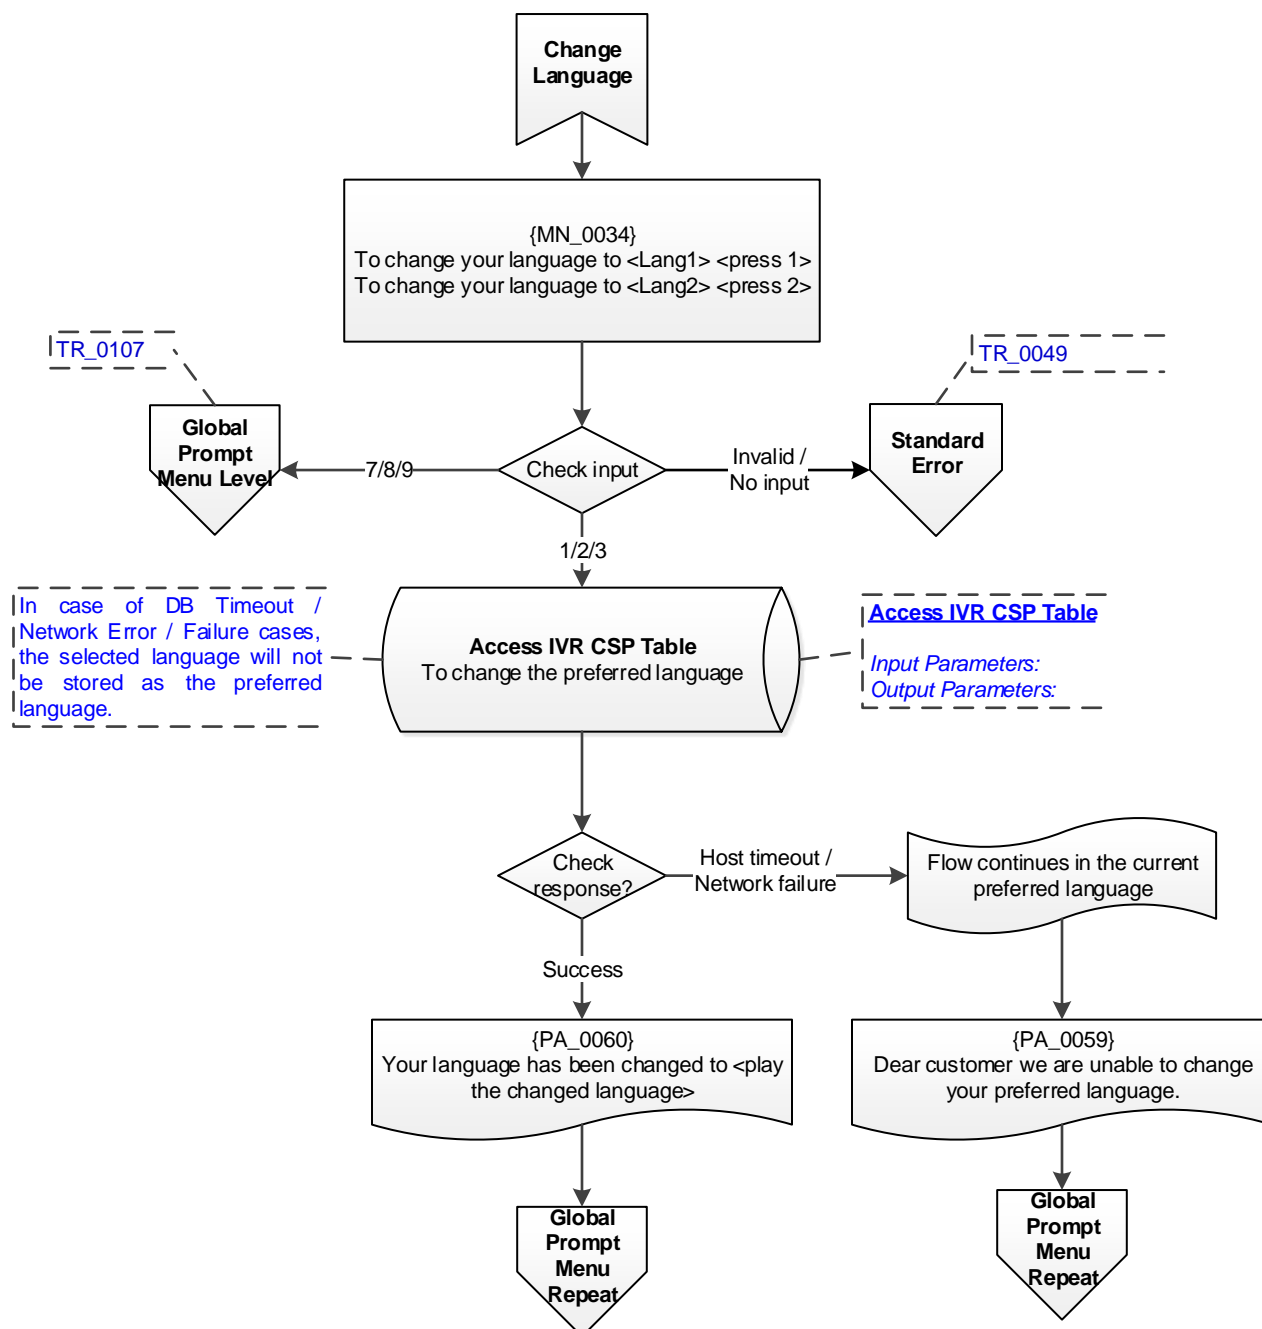 Change
Language
{MN_0034}
To change your language to <Lang1> <press 1>
To change your language to <Lang2> <press 2>
TR_0107
TR_0049
Global
Prompt
Menu Level
7/8/9
Check input
Invalid /
No input
Standard
Error
1/2/3
In case of DB Timeout /
Network Error / Failure cases,
the selected language will not
be stored as the preferred
language.
Access IVR CSP Table
To change the preferred language
Access IVR CSP Table
Input Parameters:
Output Parameters:
Check
response?
Host timeout /
Network failure
Flow continues in the current
preferred language
Success
{PA_0060}
Your language has been changed to <play
the changed language>
{PA_0059}
Dear customer we are unable to change
your preferred language.
Global
Prompt
Menu
Repeat
Global
Prompt
Menu
Repeat